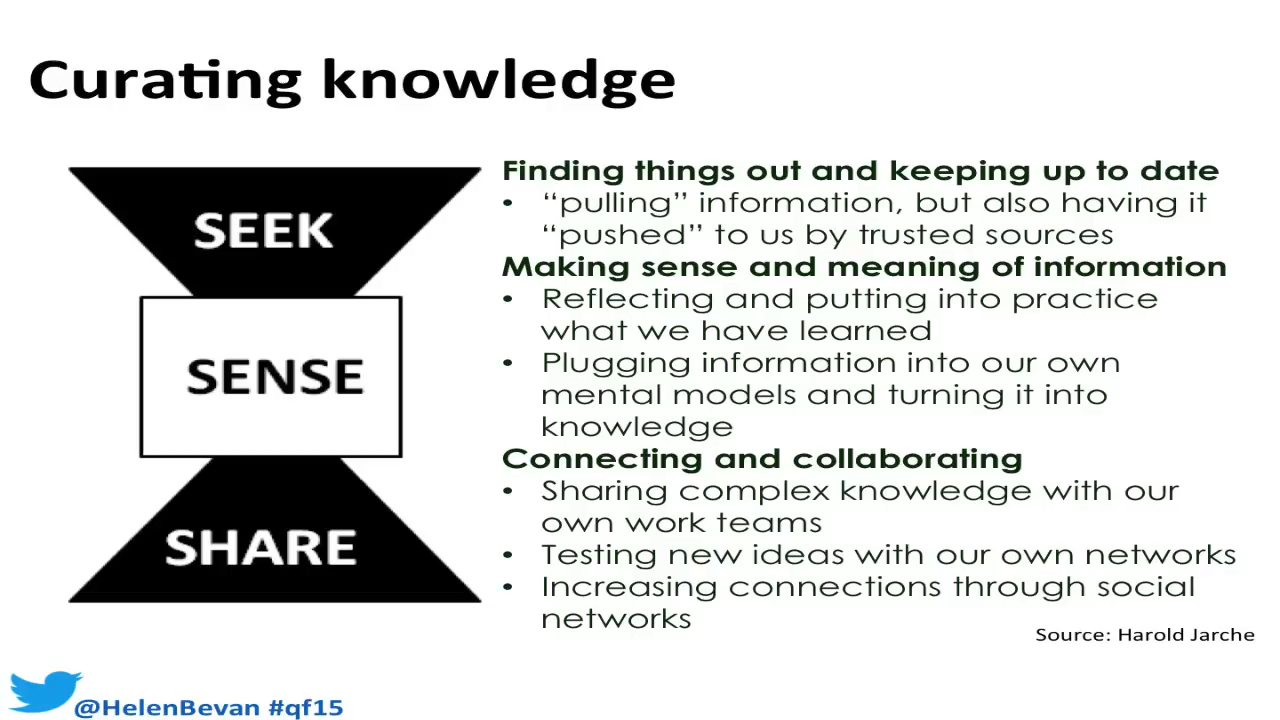 Curating knowledge
SEEK
SENSE
SHARE
Finding things out and keeping up to date
• “pulling” information, but also having it
“pushed” to us by trusted sources
Making sense and meaning of information
• Reflecting and putting into practice
what we have learned
• Plugging information into our own
mental models and turning it into
knowledge
Connecting and collaborating
• Sharing complex knowledge with our
own work teams
• Testing new ideas with our own networks
• Increasing connections through social
networks
Source: Harold Jarche
@HelenBevan #qf15